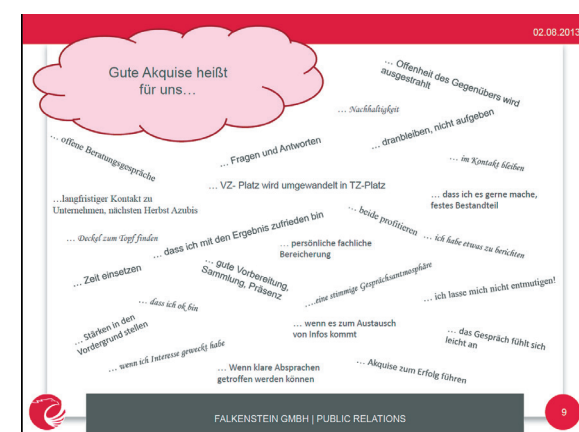 02.08.2013
Gute Akquise heißt
für uns…
… Offenheit des Gegenübers wird
ausgestrahlt
… Nachhaltigkeit
… dranbleiben, nicht aufgeben
… offene Beratungsgespräche
… Fragen und Antworten
… im Kontakt bleiben
… VZ- Platz wird umgewandelt in TZ-Platz
… dass ich es gerne mache,
festes Bestandteil
…langfristiger Kontakt zu
Unternehmen, nächsten Herbst Azubis
… beide profitieren
… Deckel zum Topf finden
… dass ich mit den Ergebnis zufrieden bin
… persönliche fachliche
Bereicherung
… ich habe etwas zu berichten
… Zeit einsetzen
… gute Vorbereitung,
Sammlung, Präsenz
….eine stimmige Gesprächsantmosphäre
… ich lasse mich nicht entmutigen!
… dass ich ok bin
… Stärken in den
Vordergrund stellen
… wenn es zum Austausch
von Infos kommt
… das Gespräch fühlt sich
leicht an
… wenn ich Interesse geweckt habe
… Wenn klare Absprachen
getroffen werden können
… Akquise zum Erfolg führen
FALKENSTEIN GMBH | PUBLIC RELATIONS
9